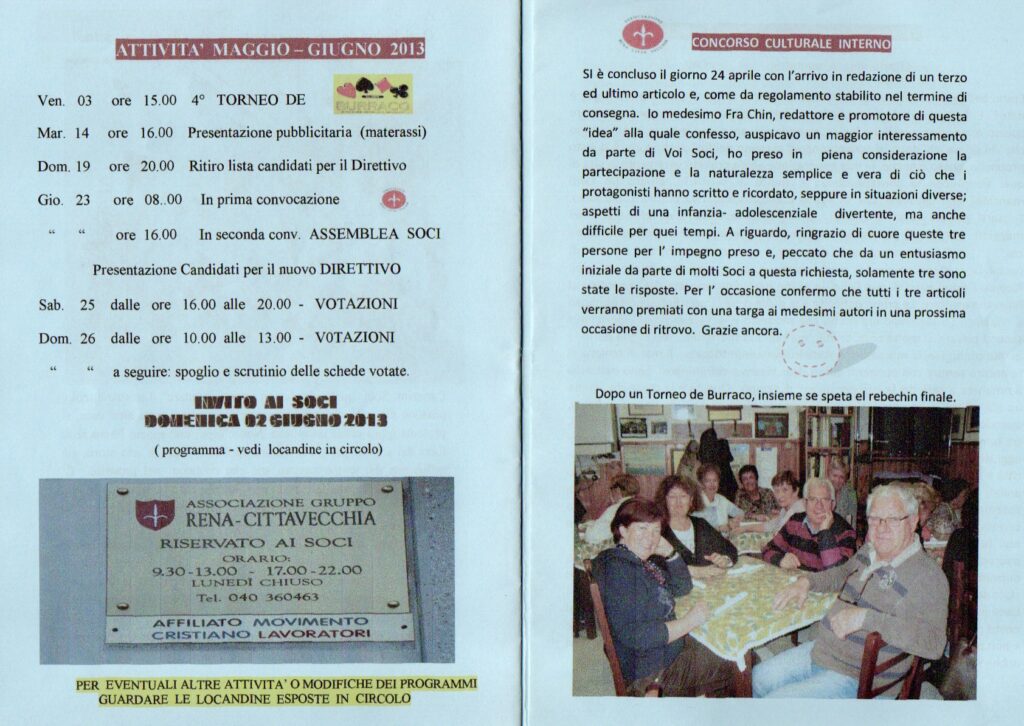 ATTIVITA' MAGGIO – GIUGNO 2013
Ven. 03 ore 15.00 4° TORNEO DE
BURRACO
Mar. 14 ore 16.00 Presentazione pubblicitaria (materassi)
Dom. 19 ore 20.00 Ritiro lista candidati per il Direttivo
Gio. 23 ore 08..00 In prima convocazione
“ “ ore 16.00 In seconda conv. ASSEMBLEA SOCI
Presentazione Candidati per il nuovo DIRETTIVO
Sab. 25 dalle ore 16.00 alle 20.00 - VOTAZIONI
Dom. 26 dalle ore 10.00 alle 13.00 - V0TAZIONI
“ “ a seguire: spoglio e scrutinio delle schede votate.
INVITO AI SOCI
DOMENICA 02 GIUGNO 2013
( programma - vedi locandine in circolo)
ASSOCIAZIONE GRUPPO
RENA-CITTAVECCHIA
RISERVATO AI SOCI
ORARIO:
9.30-13.00 - 17.00-22.00
LUNEDÌ CHIUSO
Tel. 040 360463
AFFILIATO MOVIMENTO
CRISTIANO LAVORATORI
PER EVENTUALI ALTRE ATTIVITA' O MODIFICHE DEI PROGRAMMI
GUARDARE LE LOCANDINE ESPOSTE IN CIRCOLO
ASSOCIAZIONE
CONCORSO CULTURALE INTERNO
SI è concluso il giorno 24 aprile con l'arrivo in redazione di un terzo
ed ultimo articolo e, come da regolamento stabilito nel termine di
consegna. Io medesimo Fra Chin, redattore e promotore di questa
“idea” alla quale confesso, auspicavo un maggior interessamento
da parte di Voi Soci, ho preso in piena considerazione la
partecipazione e la naturalezza semplice e vera di ciò che i
protagonisti hanno scritto e ricordato, seppure in situazioni diverse;
aspetti di una infanzia- adolescenziale divertente, ma anche
difficile per quei tempi. A riguardo, ringrazio di cuore queste tre
persone per l' impegno preso e, peccato che da un entusiasmo
iniziale da parte di molti Soci a questa richiesta, solamente tre sono
state le risposte. Per l' occasione confermo che tutti i tre articoli
verranno premiati con una targa ai medesimi autori in una prossima
occasione di ritrovo. Grazie ancora.
Dopo un Torneo de Burraco, insieme se speta el rebechin finale.